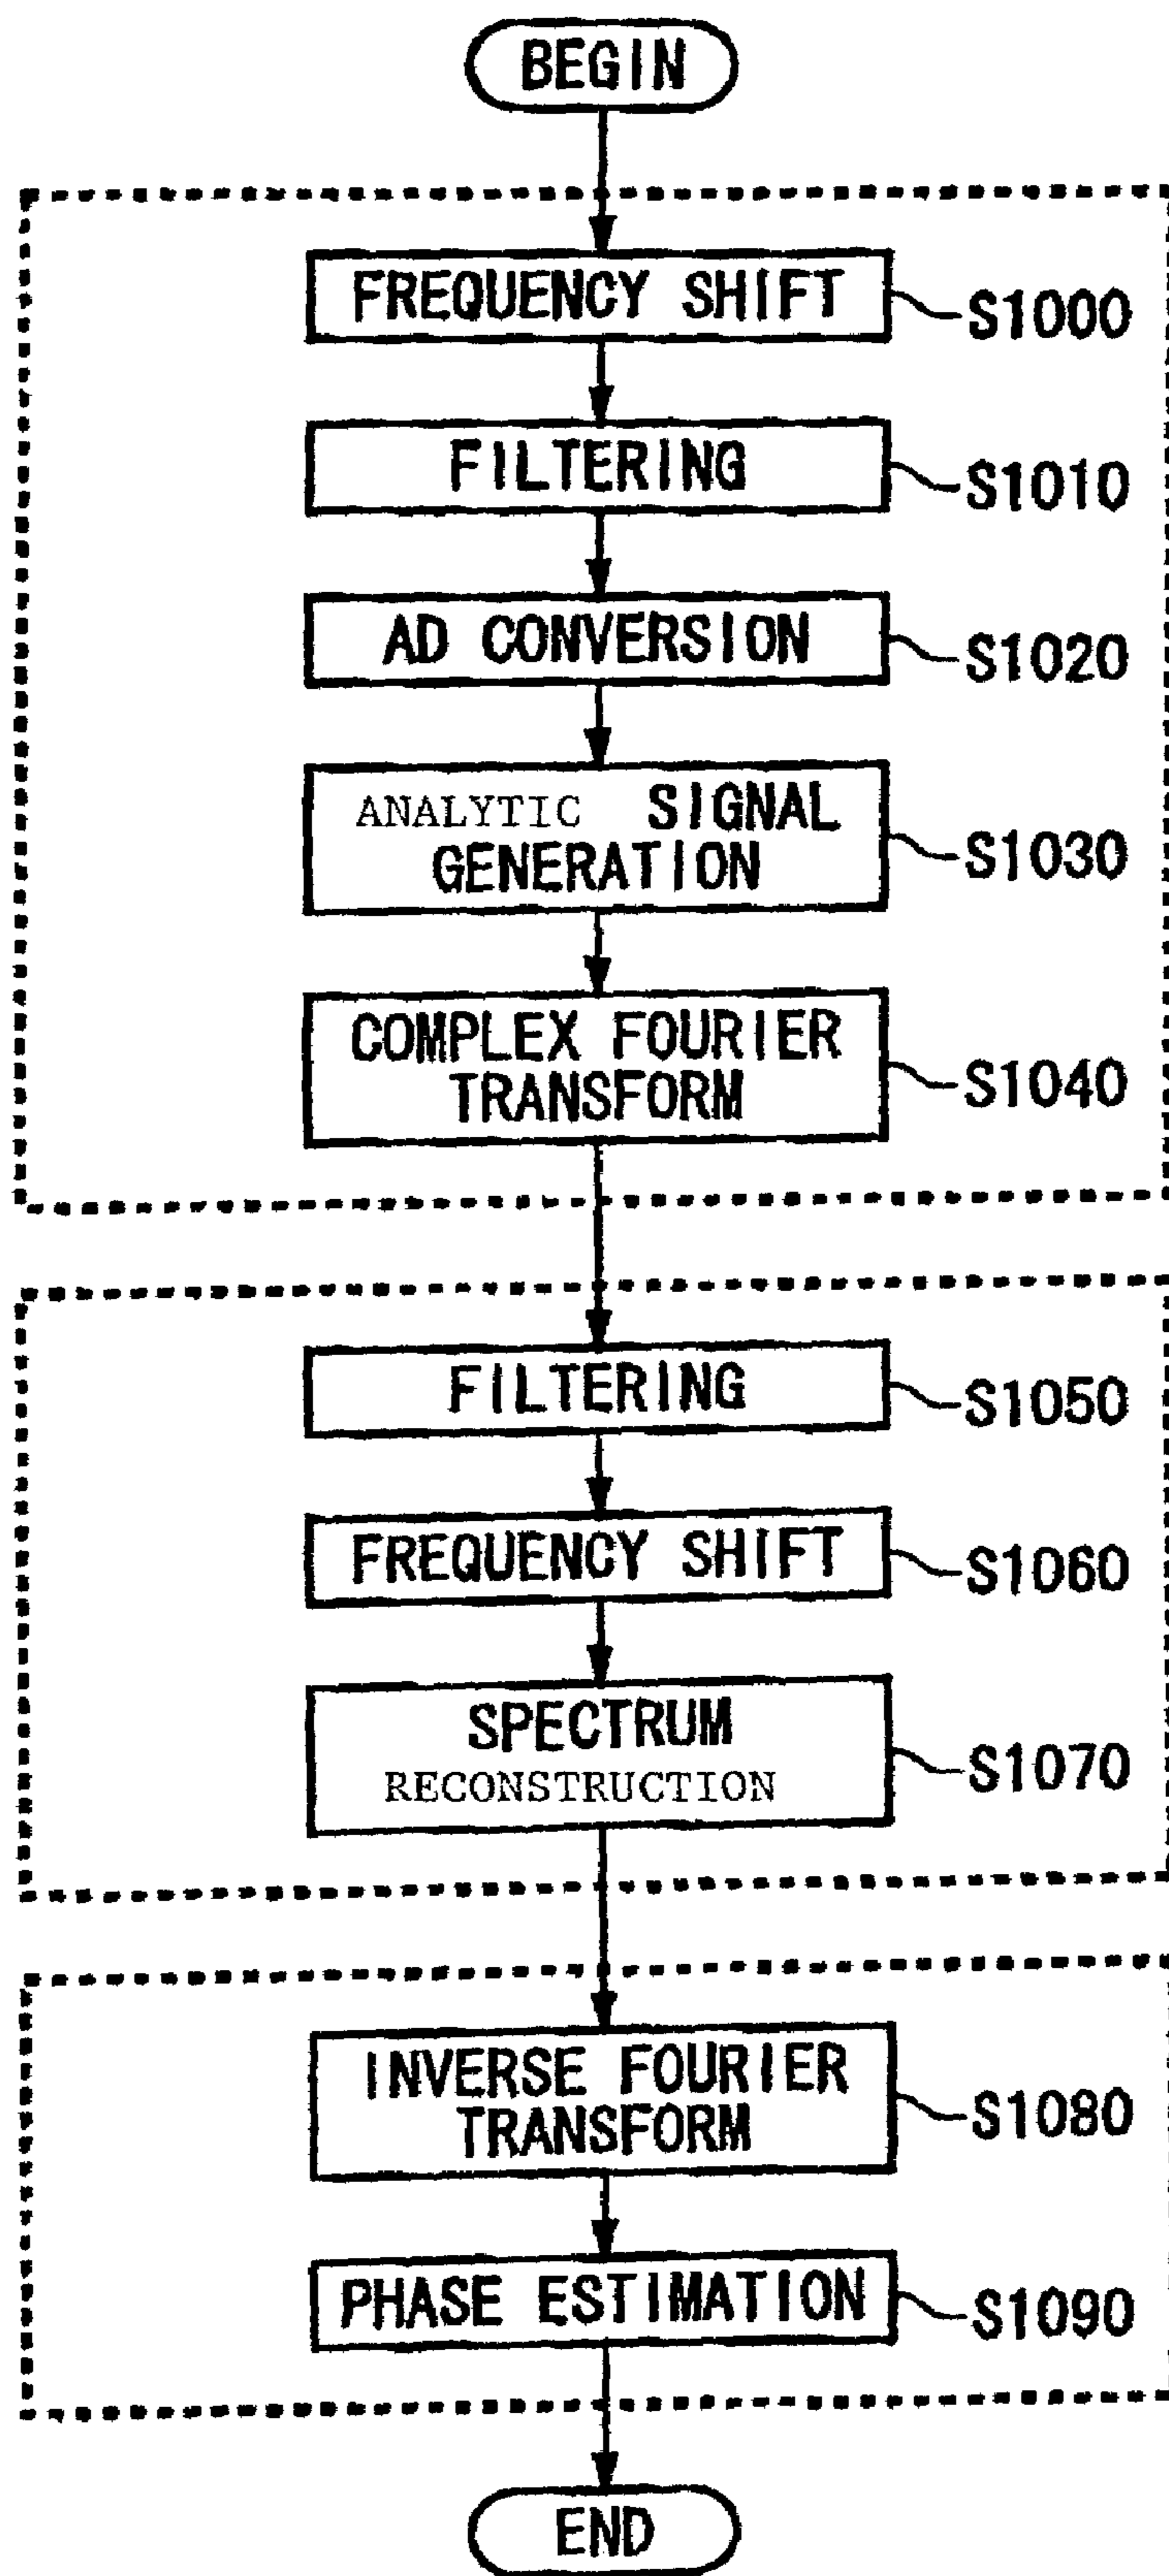 BEGIN
FREQUENCY SHIFT
S1000
FILTERING
S1010
AD CONVERSION
S1020
ANALYTIC SIGNAL
GENERATION
S1030
COMPLEX FOURIER
TRANSFORM
S1040
FILTERING
S1050
FREQUENCY SHIFT
S1060
SPECTRUM
RECONSTRUCTION
S1070
INVERSE FOURIER
TRANSFORM
S1080
PHASE ESTIMATION
S1090
END